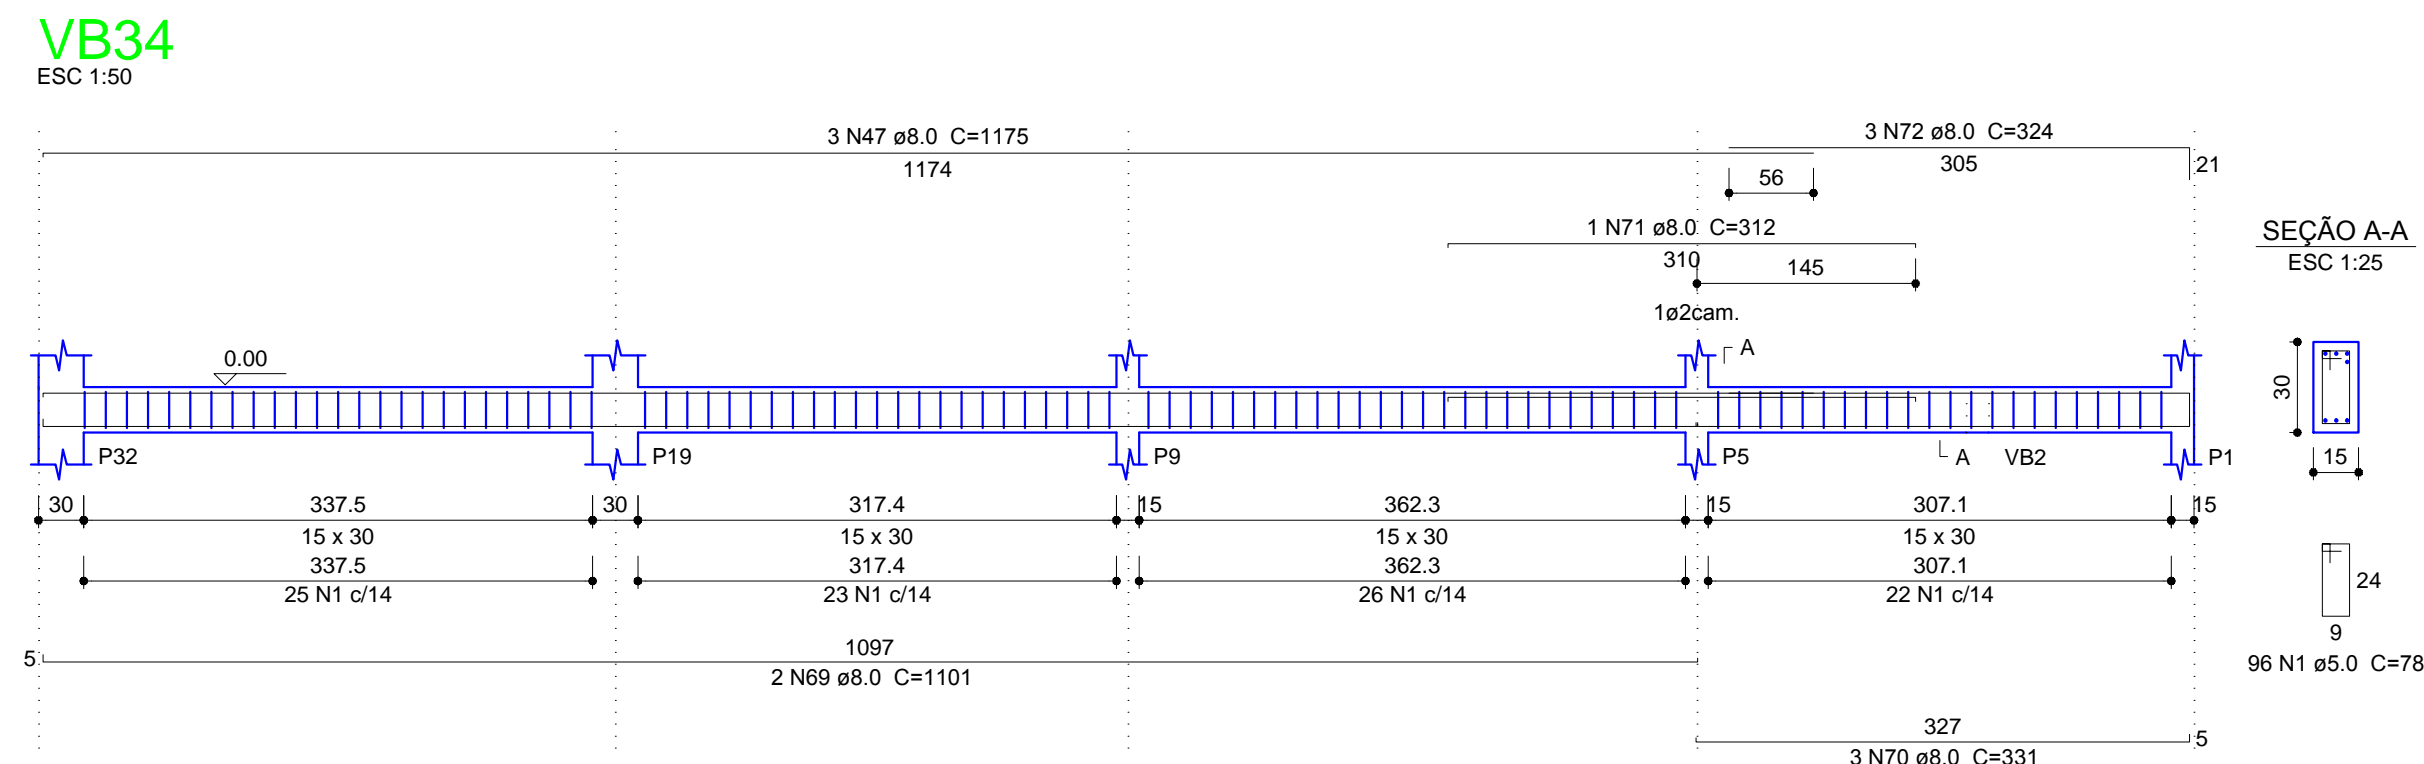 VB34
ESC 1:50
3 N47 ø8.0 C=1175
1174
3 N72 ø8.0 C=324
305
21
56
1 N71 ø8.0 C=312
310
145
1ø2cam.
SEÇÃO A-A
ESC 1:25
0.00
A
30
15
P32
P19
P9
P5
A
VB2
P1
30
337.5
30
317.4
15
362.3
15
307.1
15
15 x 30
15 x 30
15 x 30
15 x 30
337.5
317.4
362.3
307.1
25 N1 c/14
23 N1 c/14
26 N1 c/14
22 N1 c/14
24
9
96 N1 ø5.0 C=78
5
1097
2 N69 ø8.0 C=1101
327
5
3 N70 ø8.0 C=331